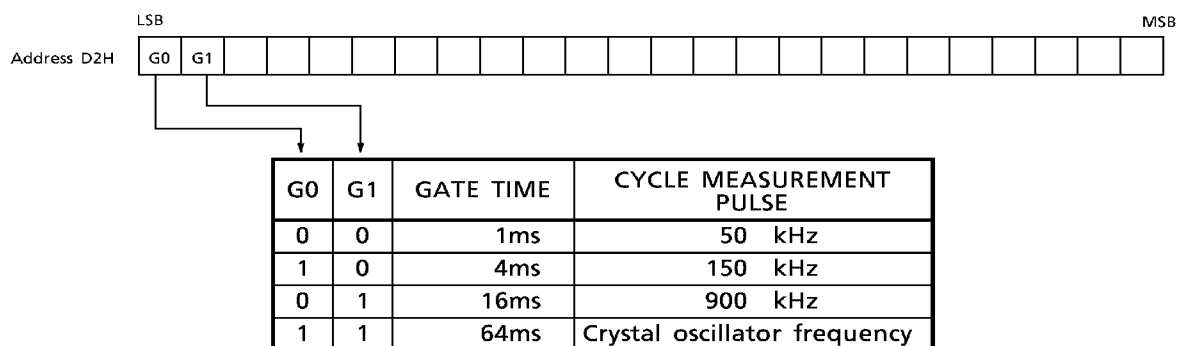 LSB MSB
Address D2H G0 G1
G0 G1 GATE TIME CYCLE MEASUREMENT PULSE
0 0 1ms 50 kHz
1 0 4ms 150 kHz
0 1 16ms 900 kHz
1 1 64ms Crystal oscillator frequency